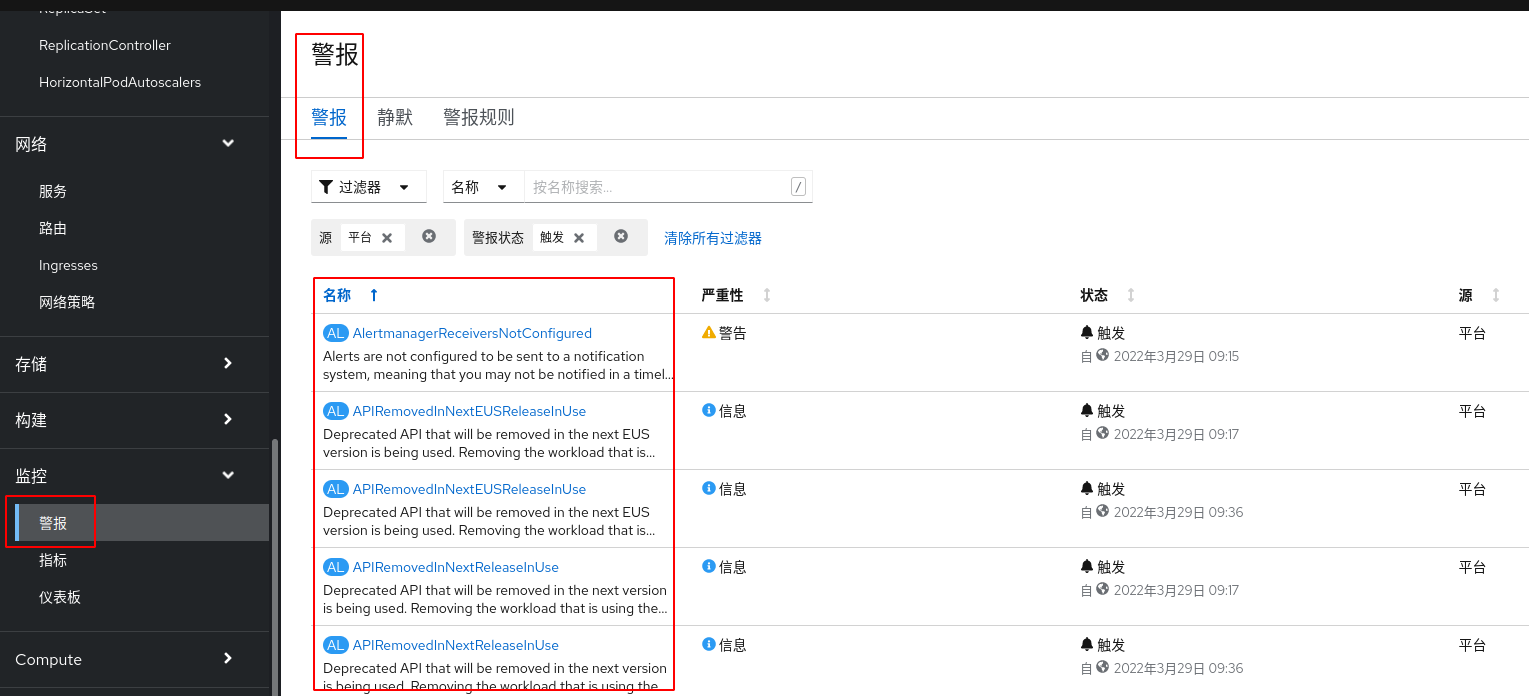 ReplicaSet
ReplicationController
HorizontalPodAutoscalers
网络
服务
路由
Ingresses
网络策略
存储
构建
监控
警报
指标
仪表板
Compute
警报
警报 静默 警报规则
过滤器 名称 按名称搜索... /
源 平台 警报状态 触发 清除所有过滤器
名称 严重性 状态 源
AL AlertmanagerReceiversNotConfigured 警告 触发 平台
Alerts are not configured to be sent to a notification 自 2022年3月29日 09:15
system, meaning that you may not be notified in a timel...
AL APIRemovedInNextEUSReleaseInUse 信息 触发 平台
Deprecated API that will be removed in the next EUS 自 2022年3月29日 09:17
version is being used. Removing the workload that is...
AL APIRemovedInNextEUSReleaseInUse 信息 触发 平台
Deprecated API that will be removed in the next EUS 自 2022年3月29日 09:36
version is being used. Removing the workload that is...
AL APIRemovedInNextReleaseInUse 信息 触发 平台
Deprecated API that will be removed in the next version 自 2022年3月29日 09:17
is being used. Removing the workload that is using the...
AL APIRemovedInNextReleaseInUse 信息 触发 平台
Deprecated API that will be removed in the next version 自 2022年3月29日 09:36
is being used. Removing the workload that is using the...